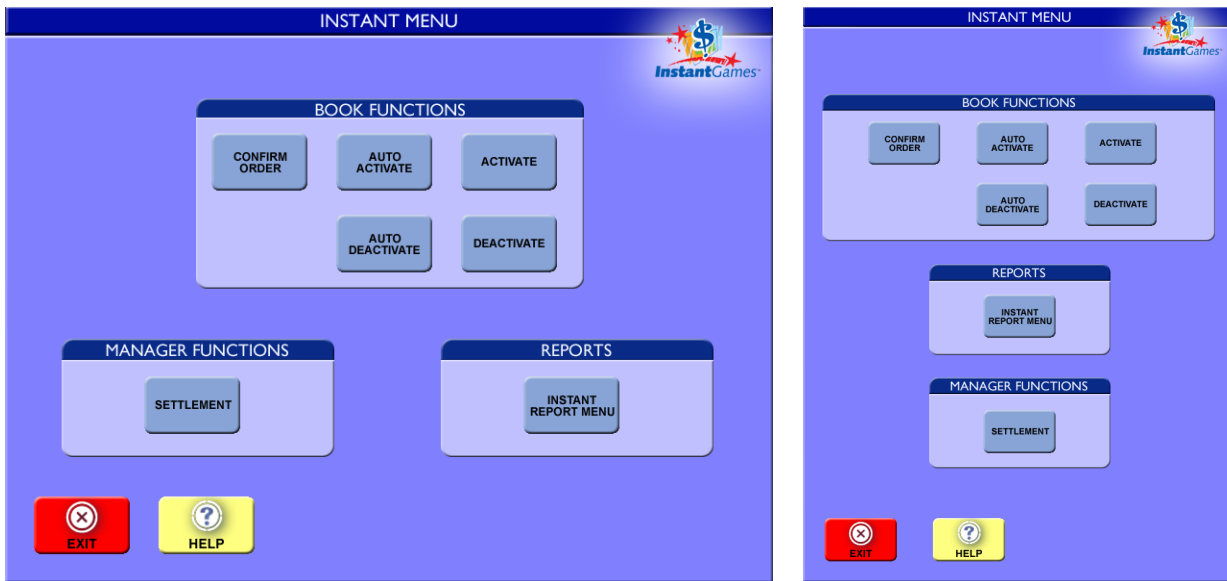 INSTANT MENU
InstantGames
BOOK FUNCTIONS
CONFIRM
ORDER
AUTO
ACTIVATE
ACTIVATE
AUTO
DEACTIVATE
DEACTIVATE
MANAGER FUNCTIONS
SETTLEMENT
REPORTS
INSTANT
REPORT MENU
EXIT
HELP
INSTANT MENU
InstantGames
BOOK FUNCTIONS
CONFIRM
ORDER
AUTO
ACTIVATE
ACTIVATE
AUTO
DEACTIVATE
DEACTIVATE
REPORTS
INSTANT
REPORT MENU
MANAGER FUNCTIONS
SETTLEMENT
EXIT
HELP